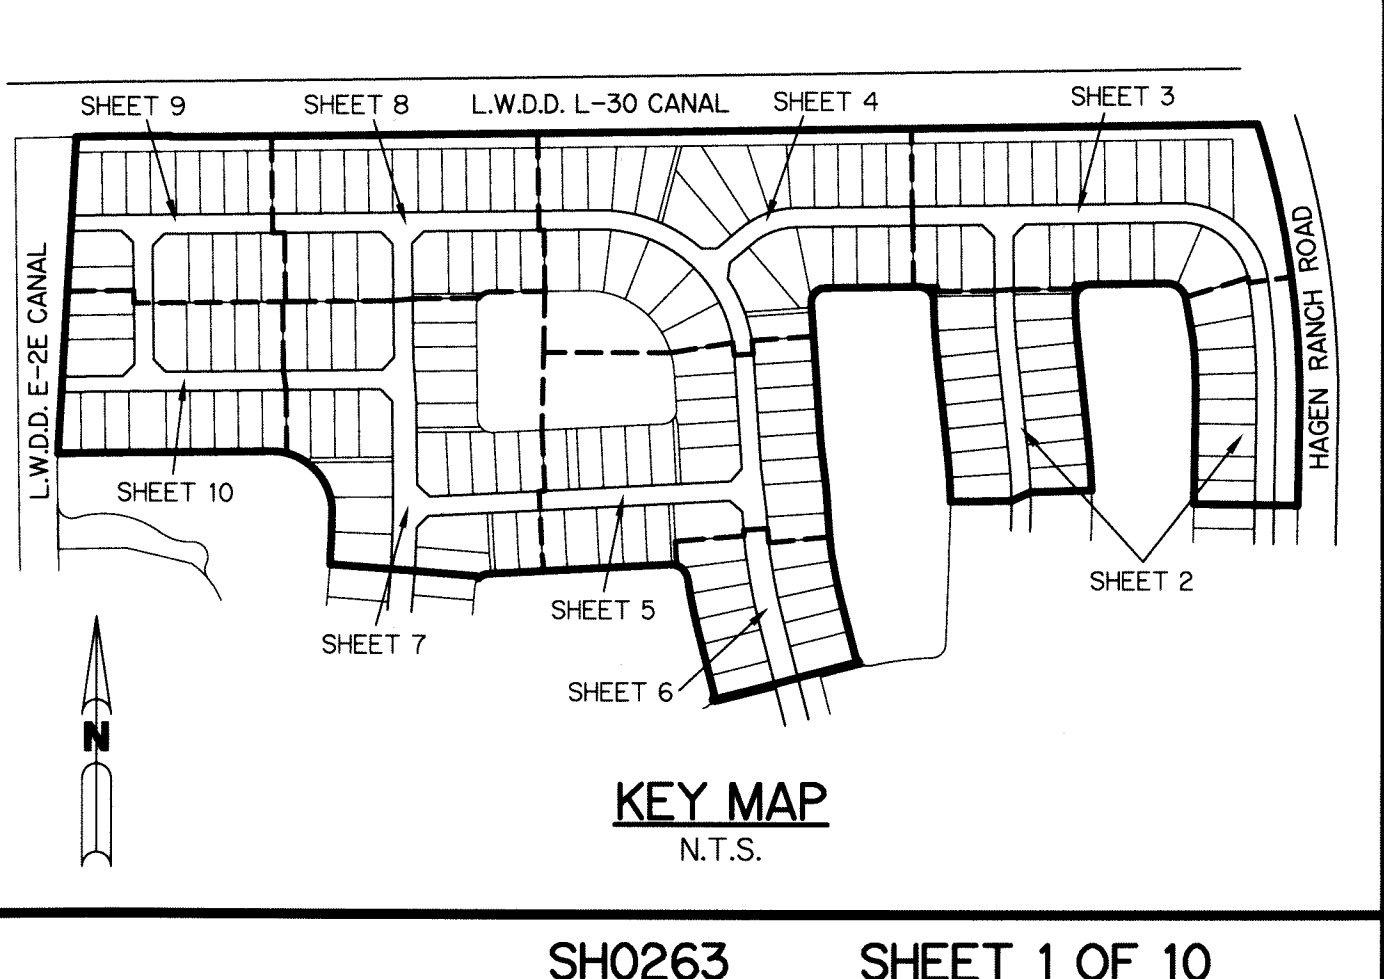 SHEET 9
SHEET 8
L.W.D.D. L-30 CANAL
SHEET 4
SHEET 3
L.W.D.D. E-2E CANAL
HAGEN RANCH ROAD
SHEET 10
SHEET 7
SHEET 5
SHEET 6
SHEET 2
N
KEY MAP
N.T.S.
SH0263 SHEET 1 OF 10